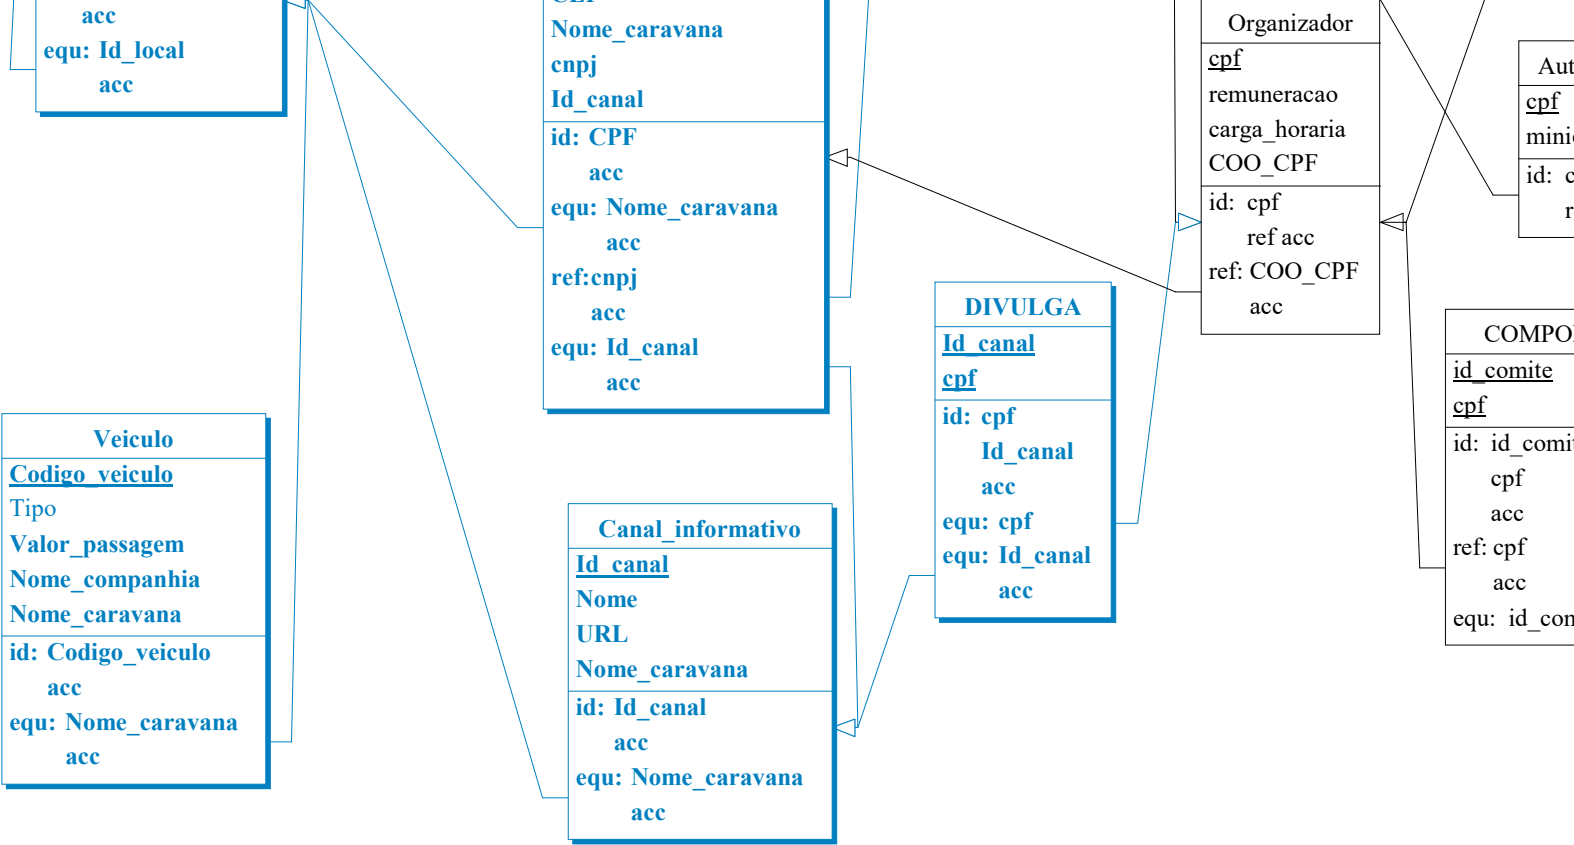 acc
equ: Id_local
acc
Nome_caravana
cnpj
Id_canal
id: CPF
acc
equ: Nome_caravana
acc
ref:cnpj
acc
equ: Id_canal
acc
Organizador
cpf
remuneracao
carga_horaria
COO_CPF
id: cpf
ref acc
ref: COO_CPF
acc
Aut
cpf
mini
id: c
r
DIVULGA
Id_canal
cpf
id: cpf
Id_canal
acc
equ: cpf
equ: Id_canal
acc
COMPO
id_comite
cpf
id: id_comit
cpf
acc
ref: cpf
acc
equ: id_con
Veiculo
Codigo_veiculo
Tipo
Valor_passagem
Nome_companhia
Nome_caravana
id: Codigo_veiculo
acc
equ: Nome_caravana
acc
Canal_informativo
Id_canal
Nome
URL
Nome_caravana
id: Id_canal
acc
equ: Nome_caravana
acc